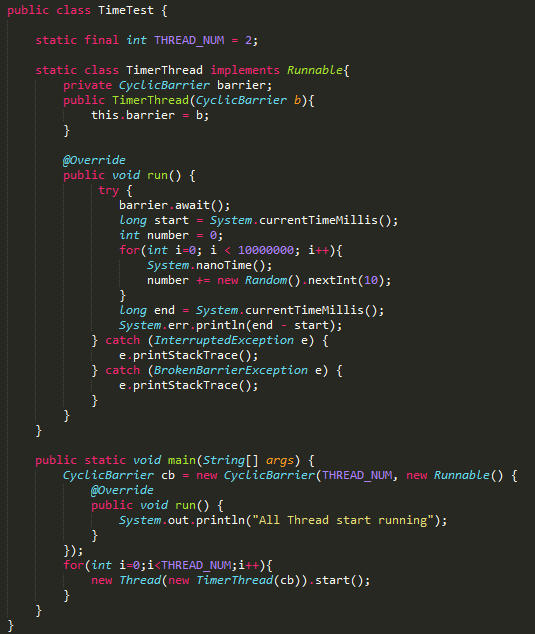 public class TimeTest {
static final int THREAD_NUM = 2;
static class TimerThread implements Runnable{
private CyclicBarrier barrier;
public TimerThread(CyclicBarrier b){
this.barrier = b;
}
@Override
public void run() {
try {
barrier.await();
long start = System.currentTimeMillis();
int number = 0;
for(int i=0; i < 10000000; i++){
System.nanoTime();
number += new Random().nextInt(10);
}
long end = System.currentTimeMillis();
System.err.println(end - start);
} catch (InterruptedException e) {
e.printStackTrace();
} catch (BrokenBarrierException e) {
e.printStackTrace();
}
}
}
public static void main(String[] args) {
CyclicBarrier cb = new CyclicBarrier(THREAD_NUM, new Runnable() {
@Override
public void run() {
System.out.println("All Thread start running");
}
});
for(int i=0;i<THREAD_NUM;i++){
new Thread(new TimerThread(cb)).start();
}
}
}